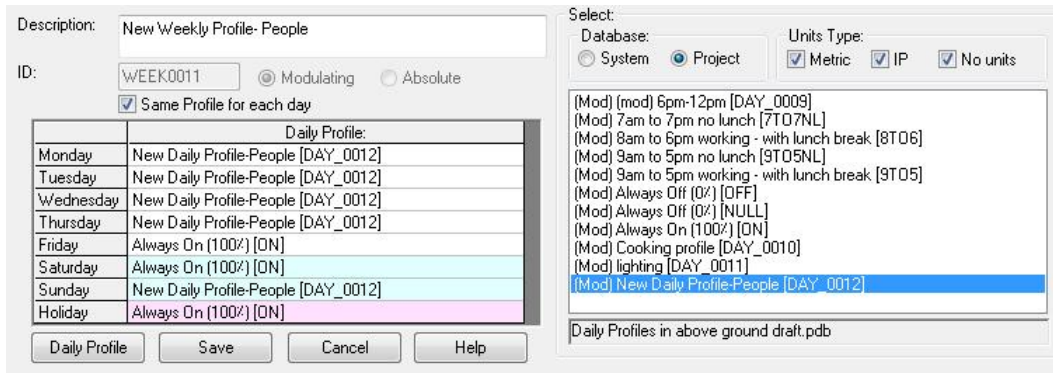 Description:
New Weekly Profile- People
ID:
WEEK0011
Modulating
Absolute
Same Profile for each day
Daily Profile:
Monday New Daily Profile-People [DAY_0012]
Tuesday New Daily Profile-People [DAY_0012]
Wednesday New Daily Profile-People [DAY_0012]
Thursday New Daily Profile-People [DAY_0012]
Friday Always On (100%) [ON]
Saturday Always On (100%) [ON]
Sunday New Daily Profile-People [DAY_0012]
Holiday Always On (100%) [ON]
Daily Profile Save Cancel Help
Select:
Database:
System Project
Units Type:
Metric IP No units
(Mod) (mod) 6pm-12pm [DAY_0009]
(Mod) 7am to 7pm no lunch [7TO7NL]
(Mod) 8am to 6pm working - with lunch break [8TO6]
(Mod) 9am to 5pm no lunch [9TO5NL]
(Mod) 9am to 5pm working - with lunch break [9TO5]
(Mod) Always Off (0%) [OFF]
(Mod) Always Off (0%) [NULL]
(Mod) Always On (100%) [ON]
(Mod) Cooking profile [DAY_0010]
(Mod) lighting [DAY_0011]
(Mod) New Daily Profile-People [DAY_0012]
Daily Profiles in above ground draft.pdb